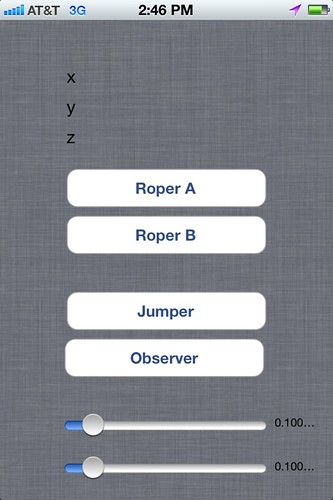 AT&T 3G 2:46 PM
x
y
z
Roper A
Roper B
Jumper
Observer
0.100...
0.100...